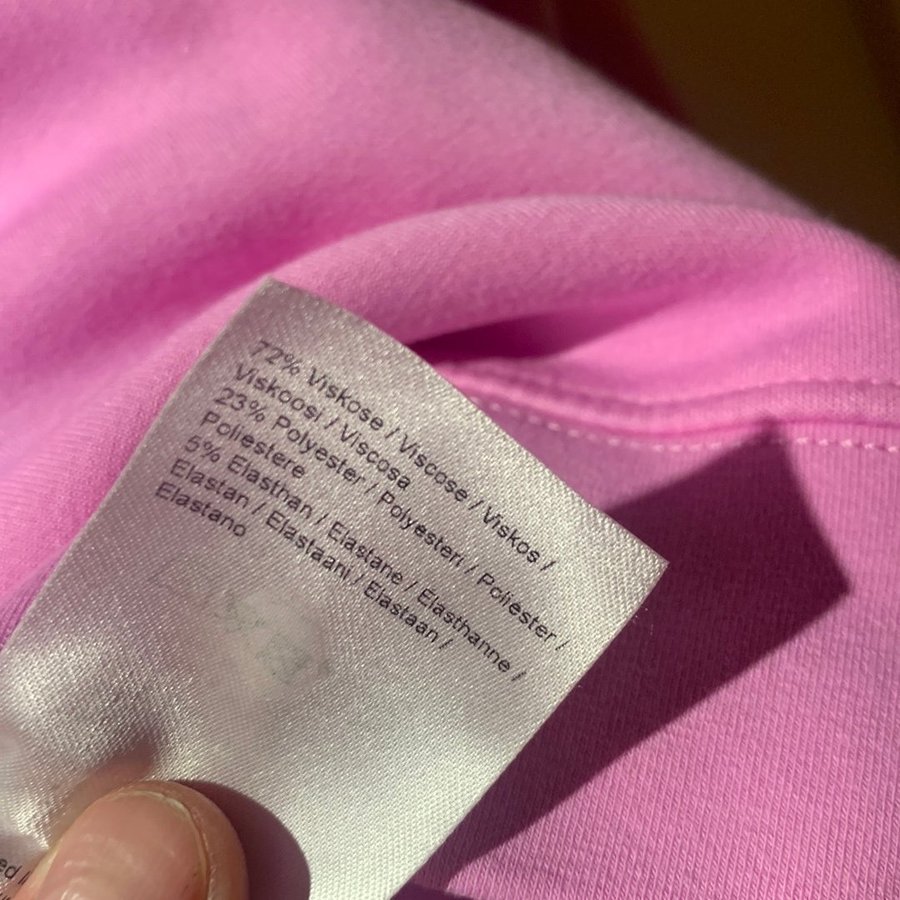 72% Viskose / Viscose / Viskos /
Viskoosi / Viscosa
23% Polyester / Polyesteri / Poliester /
Poliestere
5% Elasthan / Elastane / Elasthanne /
Elastan / Elastaani / Elastaan /
Elastano